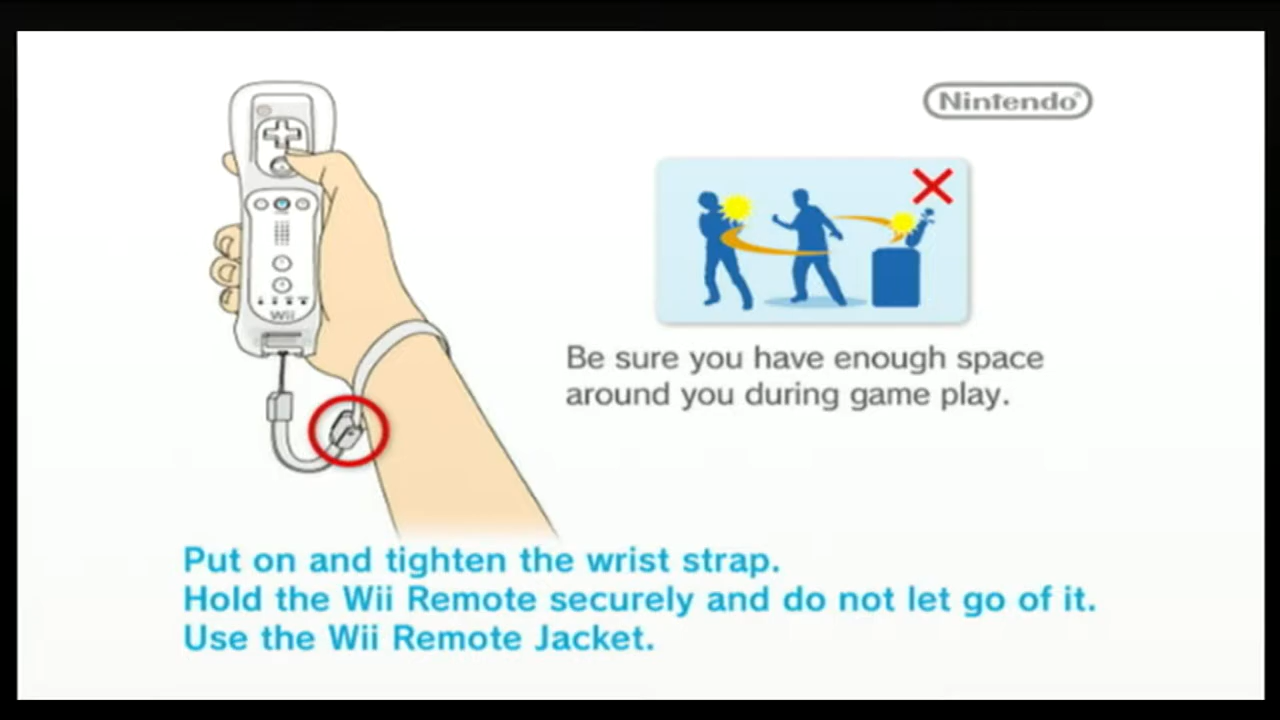 Nintendo®
Wii
Be sure you have enough space
around you during game play.
Put on and tighten the wrist strap.
Hold the Wii Remote securely and do not let go of it.
Use the Wii Remote Jacket.